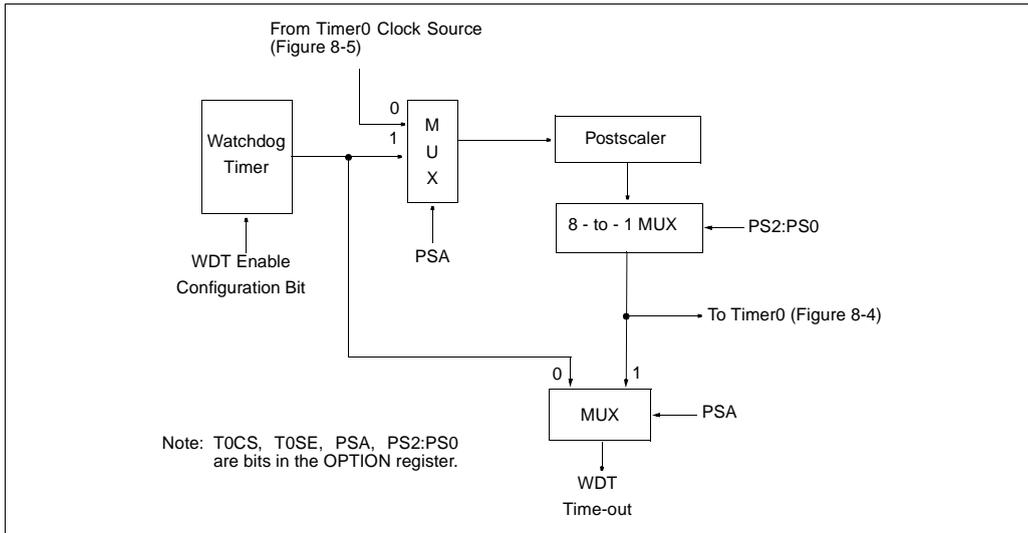 From Timer0 Clock Source
(Figure 8-5)
0
1
M
U
X
Watchdog
Timer
Postscaler
8 - to - 1 MUX
PS2:PS0
PSA
WDT Enable
Configuration Bit
To Timer0 (Figure 8-4)
0
1
MUX
PSA
Note: T0CS, T0SE, PSA, PS2:PS0
are bits in the OPTION register.
WDT
Time-out